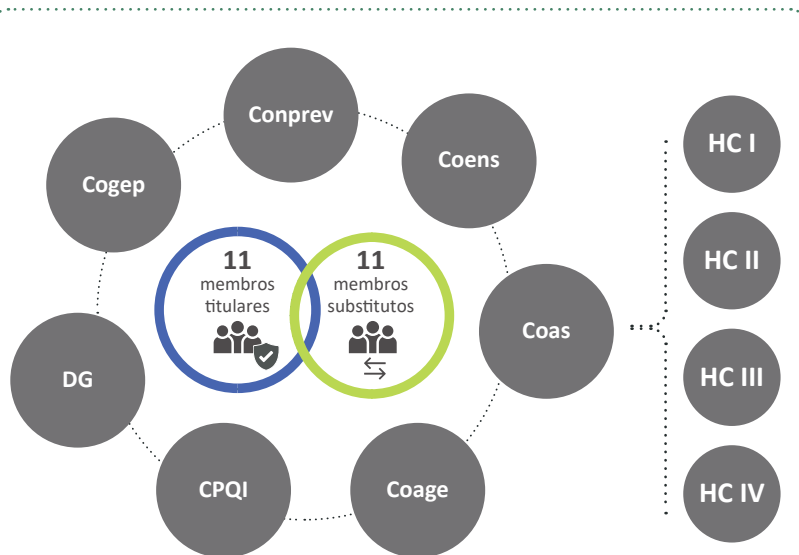 Conprev
Coens
Cogep
11
membros
titulares
11
membros
substitutos
Coas
DG
CPQI
Coage
HC I
HC II
HC III
HC IV